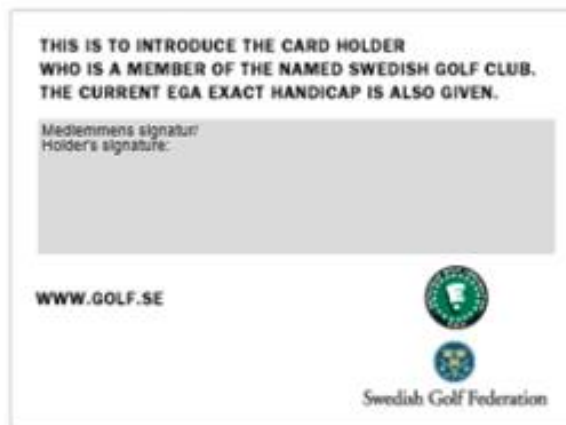 THIS IS TO INTRODUCE THE CARD HOLDER
WHO IS A MEMBER OF THE NAMED SWEDISH GOLF CLUB.
THE CURRENT EGA EXACT HANDICAP IS ALSO GIVEN.
Medlemmens signatur/
Holder's signature:
WWW.GOLF.SE
Swedish Golf Federation